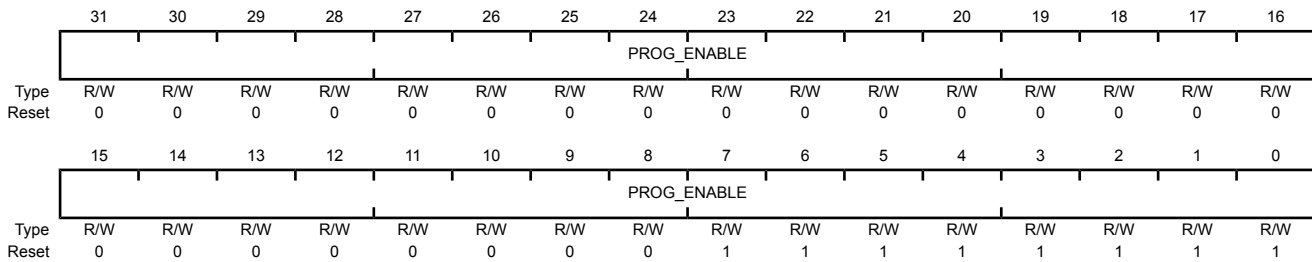 31 30 29 28 27 26 25 24 23 22 21 20 19 18 17 16
PROG_ENABLE
Type R/W R/W R/W R/W R/W R/W R/W R/W R/W R/W R/W R/W R/W R/W R/W R/W
Reset 0 0 0 0 0 0 0 0 0 0 0 0 0 0 0 0
15 14 13 12 11 10 9 8 7 6 5 4 3 2 1 0
PROG_ENABLE
Type R/W R/W R/W R/W R/W R/W R/W R/W R/W R/W R/W R/W R/W R/W R/W R/W
Reset 0 0 0 0 0 0 0 0 1 1 1 1 1 1 1 1